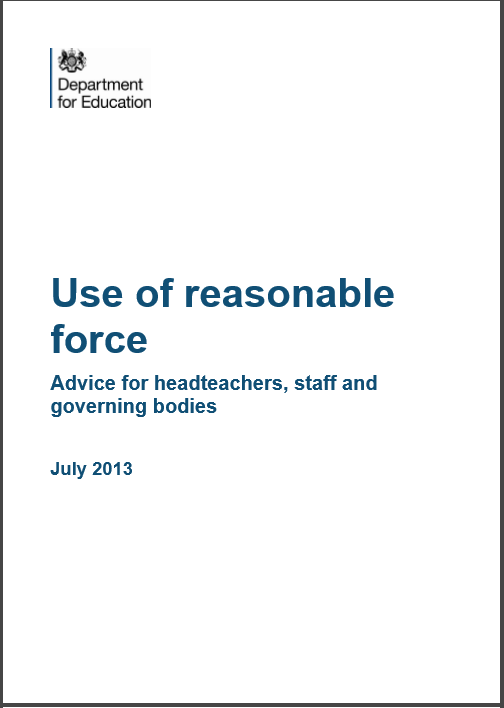 Department
for Education
Use of reasonable
force
Advice for headteachers, staff and
governing bodies
July 2013